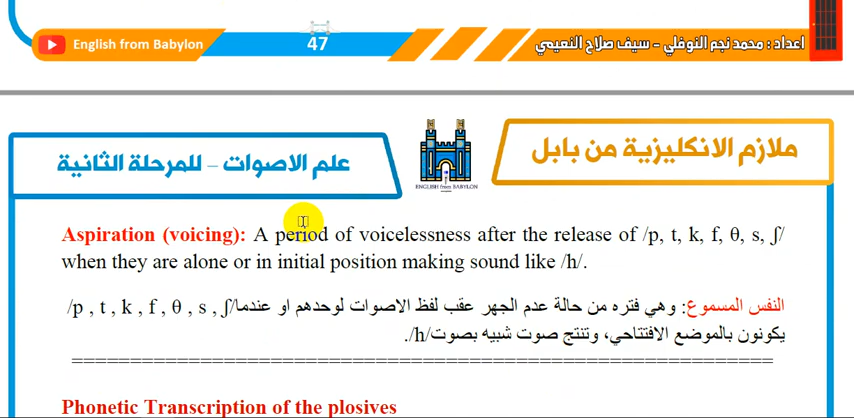 English from Babylon
47
اعداد : محمد نجم النوفلي - سيف صلاح النعيمي
علم الاصوات - للمرحلة الثانية
ENGLISH from BABYLON
ملازم الانكليزية من بابل
Aspiration (voicing): A period of voicelessness after the release of /p, t, k, f, θ, s, ʃ/
when they are alone or in initial position making sound like /h/.
النفس المسموع: وهي فتره من حالة عدم الجهر عقب لفظ الاصوات لوحدهم او عندما/p , t , k , f , θ , s , ʃ/
يكونون بالموضع الافتتاحي، وتنتج صوت شبيه بصوت/h/.
====================================================================
Phonetic Transcription of the plosives